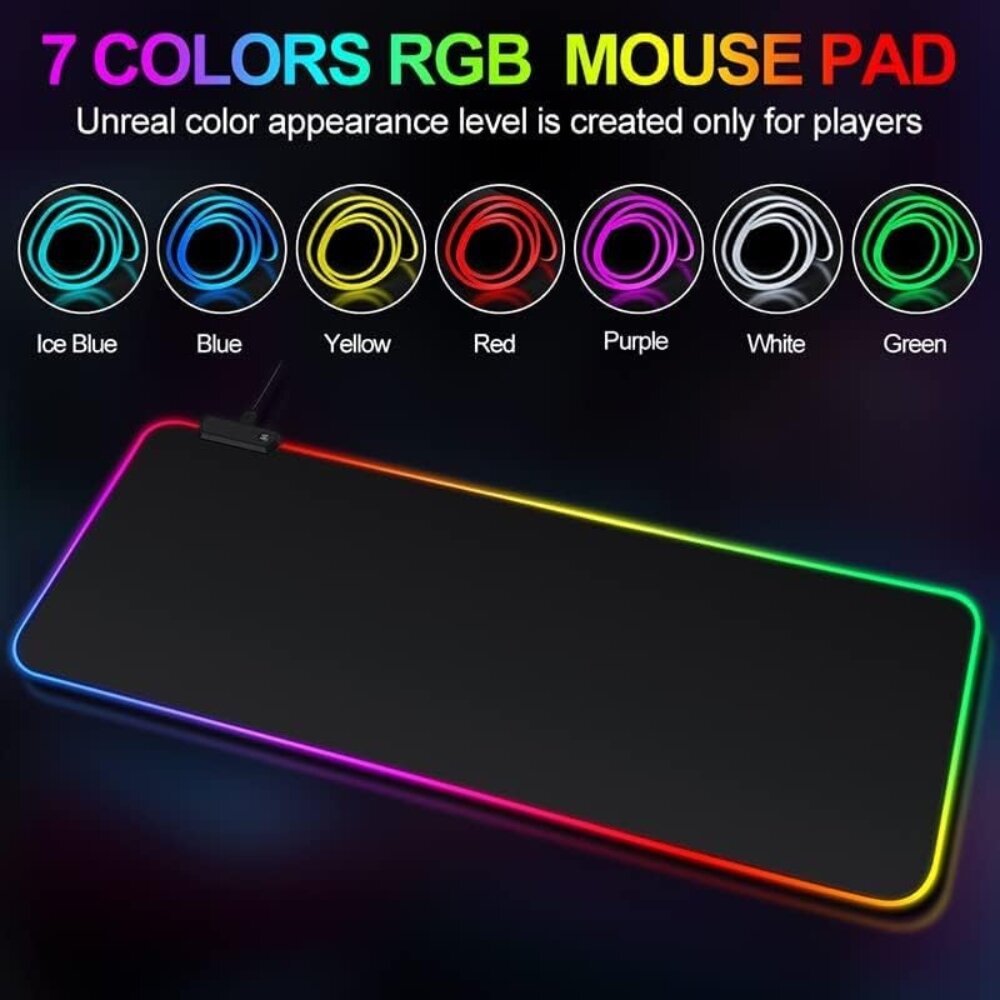 7 COLORS RGB MOUSE PAD
Unreal color appearance level is created only for players
Ice Blue
Blue
Yellow
Red
Purple
White
Green